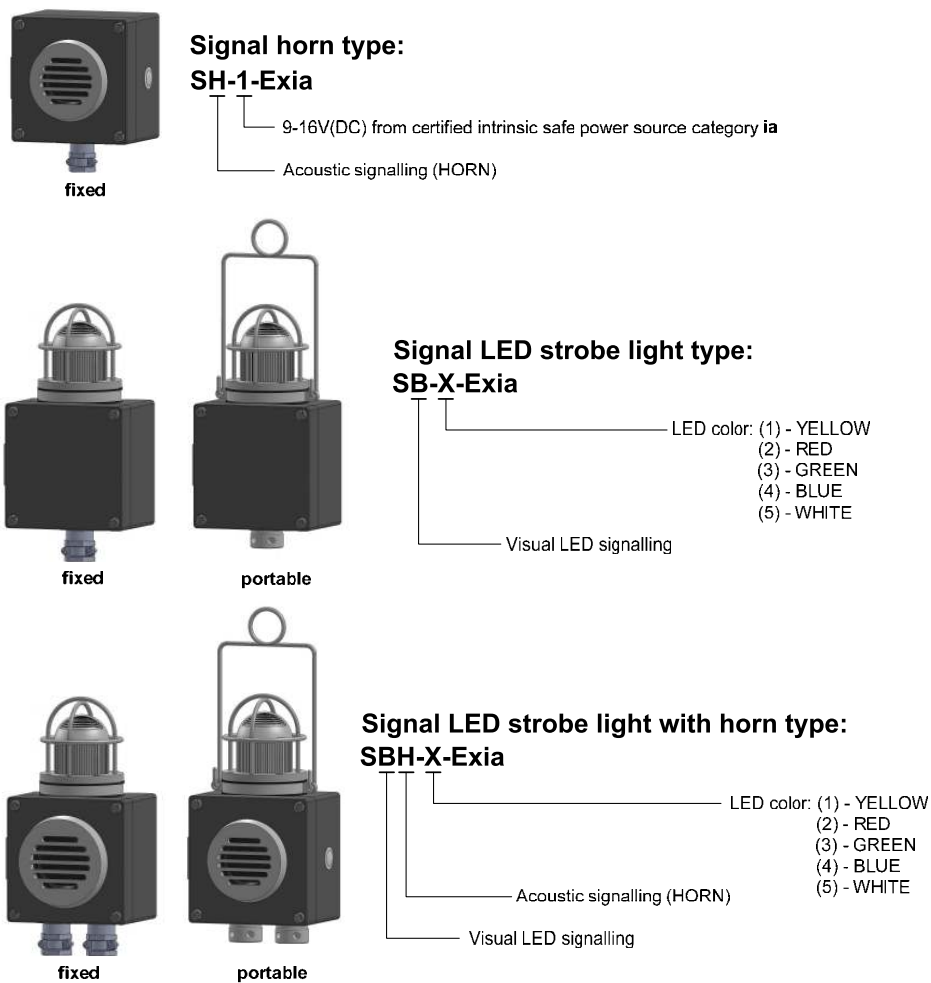 Signal horn type:
SH-1-Exia
9-16V(DC) from certified intrinsic safe power source category ia
Acoustic signalling (HORN)
fixed
Signal LED strobe light type:
SB-X-Exia
LED color: (1) - YELLOW
(2) - RED
(3) - GREEN
(4) - BLUE
(5) - WHITE
Visual LED signalling
fixed
portable
Signal LED strobe light with horn type:
SBH-X-Exia
LED color: (1) - YELLOW
(2) - RED
(3) - GREEN
(4) - BLUE
(5) - WHITE
Acoustic signalling (HORN)
Visual LED signalling
fixed
portable